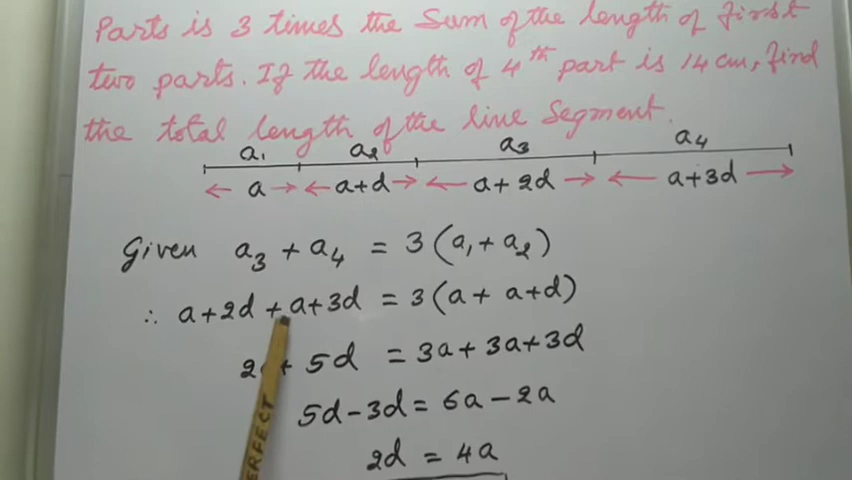 Parts is 3 times the sum of the length of first
two parts. If the length of 4th part is 14 cm, find
the total length of the line segment.
a₁ a₂ a₃ a₄
a a+d a+2d a+3d
Given a₃ + a₄ = 3(a₁ + a₂)
∴ a+2d+a+3d = 3(a + a+d)
2 + 5d = 3a+3a+3d
5d-3d = 6a-2a
2d = 4a
ERFECT